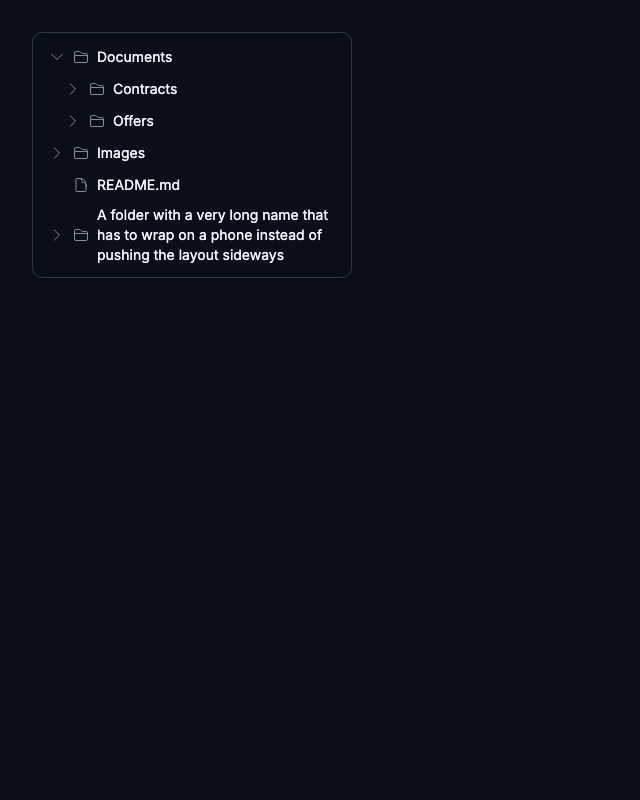 Documents
Contracts
Offers
Images
README.md
A folder with a very long name that
has to wrap on a phone instead of
pushing the layout sideways